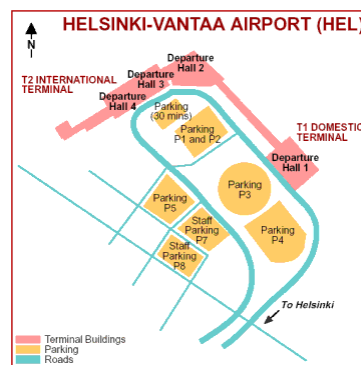 HELSINKI-VANTAA AIRPORT (HEL)
N
Departure
Hall 2
Departure
Hall 3
T2 INTERNATIONAL
TERMINAL
Departure
Hall 4
Parking
(30 mins)
Parking
P1 and P2
T1 DOMESTIC
TERMINAL
Departure
Hall 1
Parking
P3
Parking
P5
Staff
Parking
P7
Parking
P4
Staff
Parking
P8
To Helsinki
Terminal Buildings
Parking
Roads